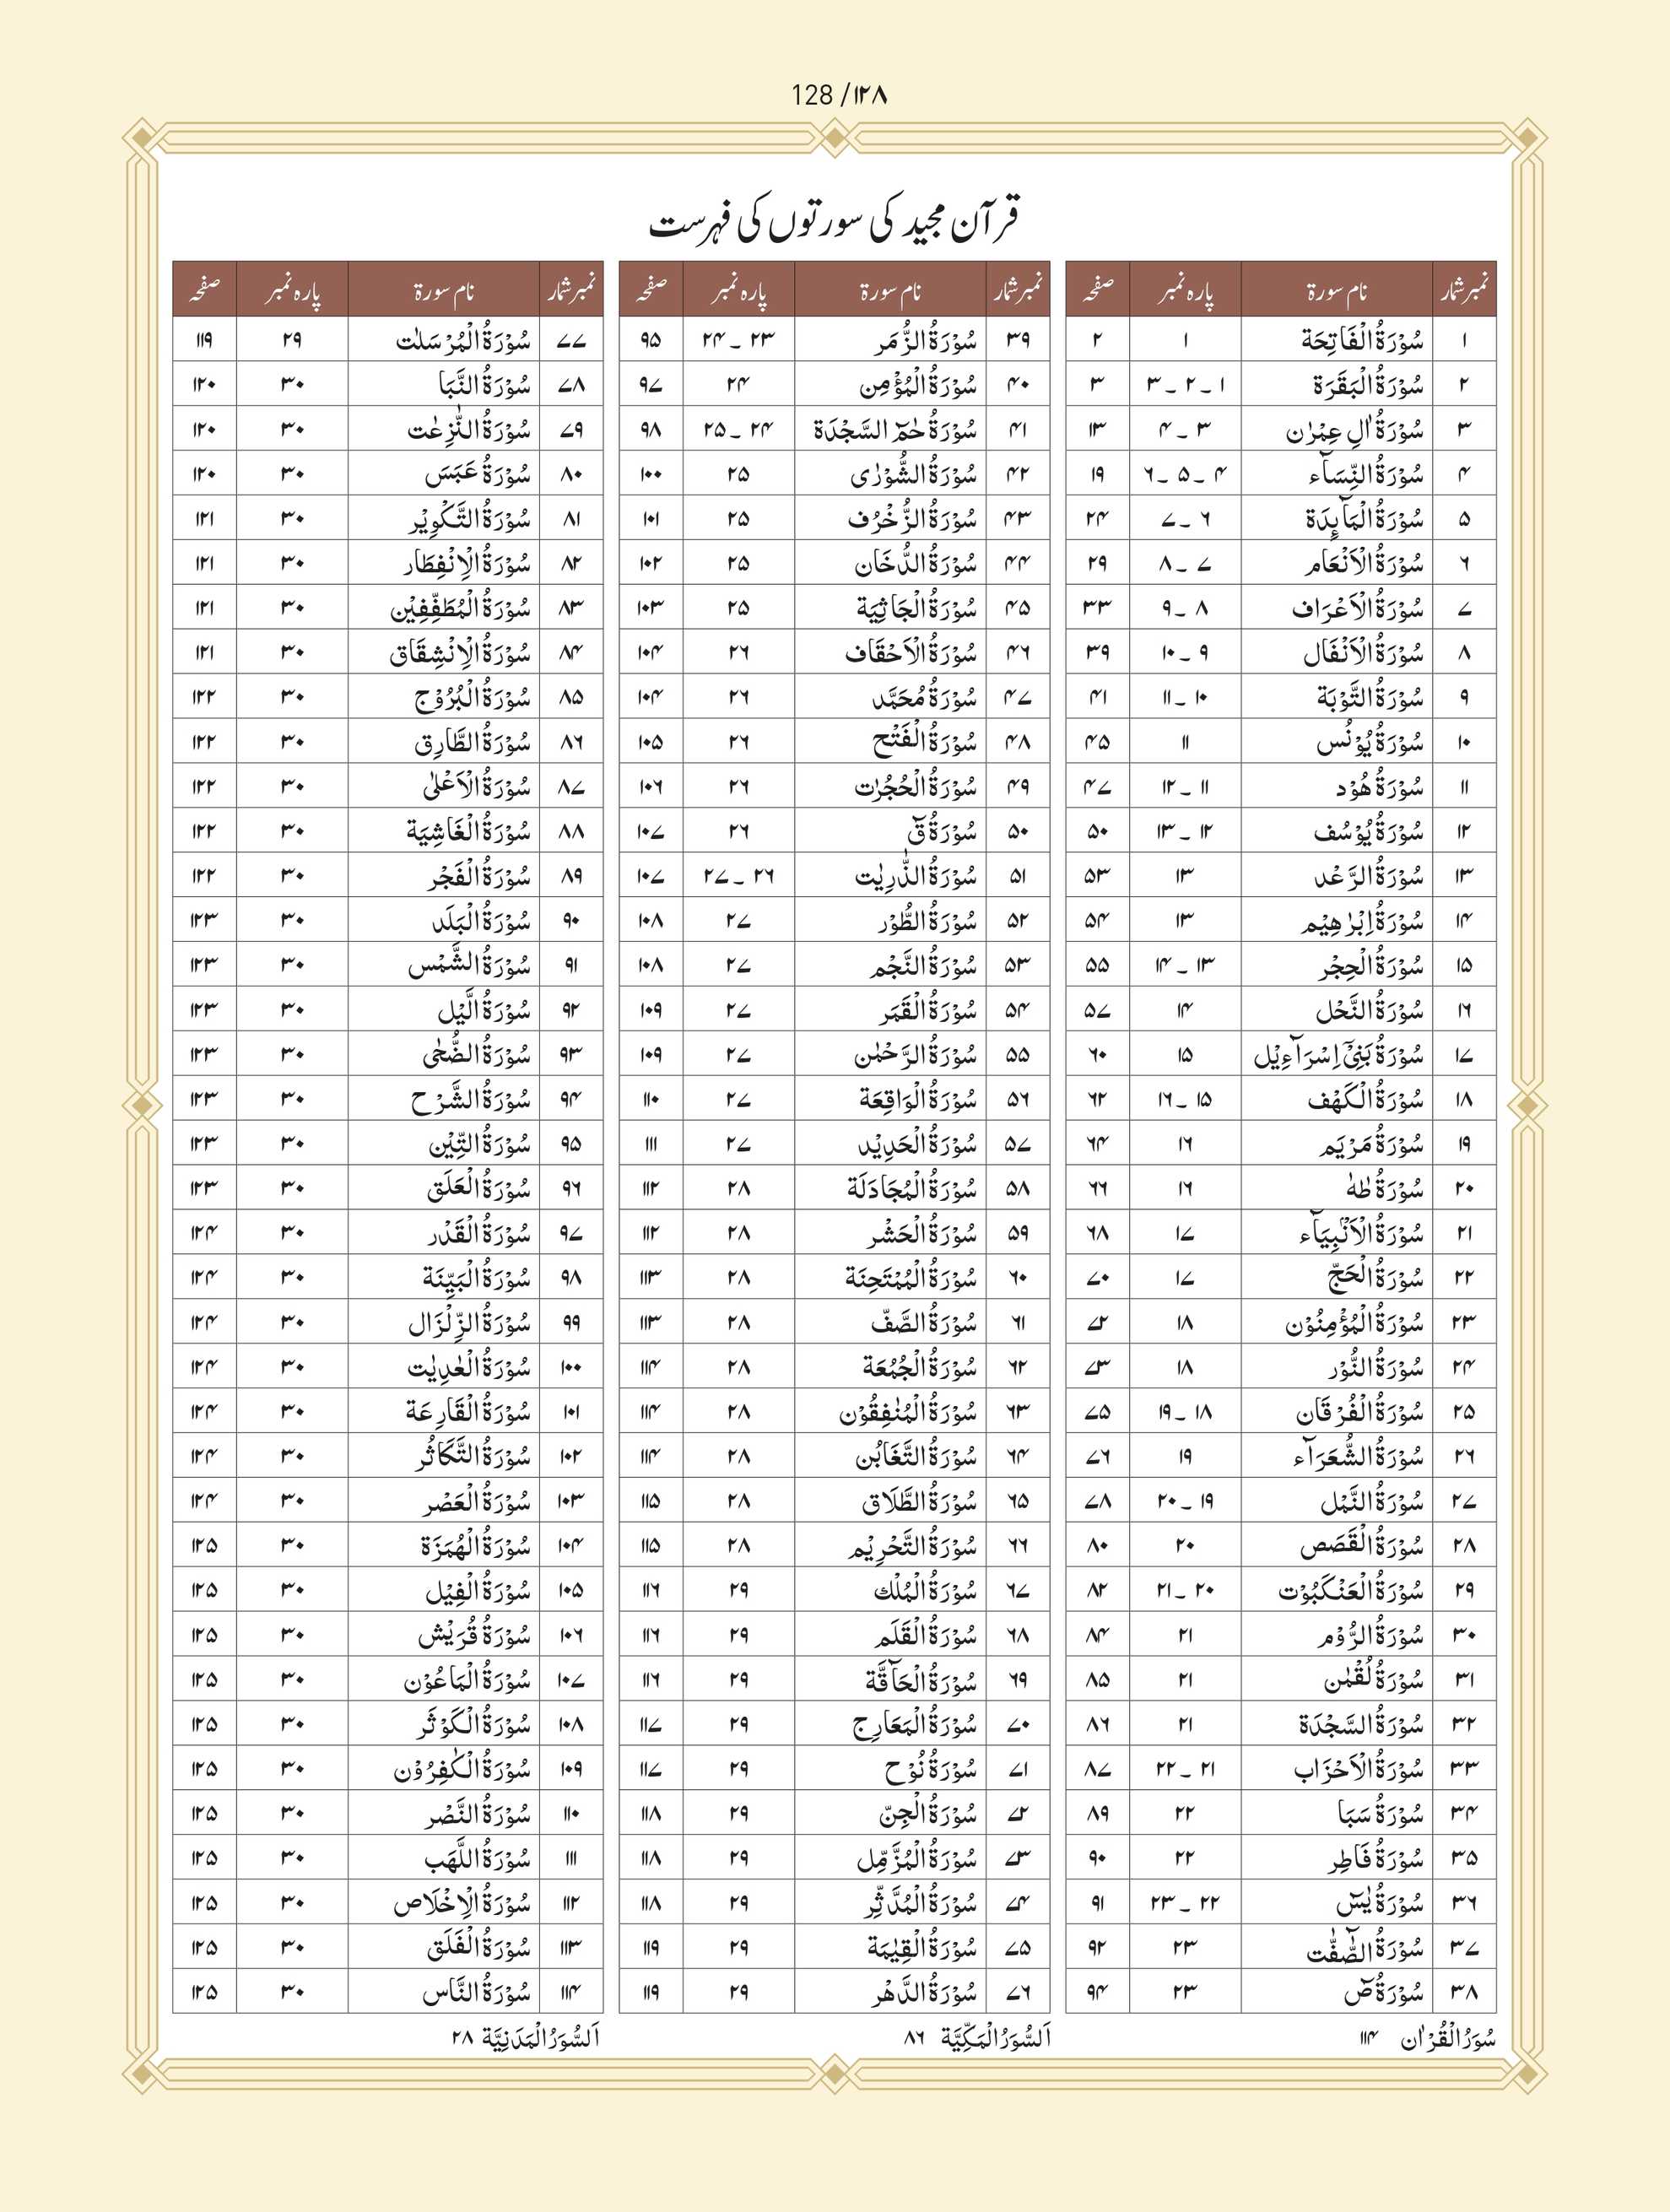 128 /۱۲۸
قرآن مجید کی سورتوں کی فہرست
نمبر شمار نام سورۃ پارہ نمبر صفحہ
۱ سُوْرَۃُ الْفَاتِحَة ۱ ۲
۲ سُوْرَۃُ الْبَقَرَة ۱ - ۲ - ۳ ۳
۳ سُوْرَۃُ اٰلِ عِمْرٰن ۳ - ۴ ۱۳
۴ سُوْرَۃُ النِّسَآء ۴ - ۵ - ۶ ۱۹
۵ سُوْرَۃُ الْمَآئِدَة ۶ - ۷ ۲۴
۶ سُوْرَۃُ الْاَنْعَام ۷ - ۸ ۲۹
۷ سُوْرَۃُ الْاَعْرَاف ۸ - ۹ ۳۳
۸ سُوْرَۃُ الْاَنْفَال ۹ - ۱۰ ۳۹
۹ سُوْرَۃُ التَّوْبَة ۱۰ - ۱۱ ۴۱
۱۰ سُوْرَۃُ يُوْنُس ۱۱ ۴۵
۱۱ سُوْرَۃُ هُوْد ۱۱ - ۱۲ ۴۷
۱۲ سُوْرَۃُ يُوْسُف ۱۲ - ۱۳ ۵۰
۱۳ سُوْرَۃُ الرَّعْد ۱۳ ۵۳
۱۴ سُوْرَۃُ اِبْرٰهِيْم ۱۳ ۵۴
۱۵ سُوْرَۃُ الْحِجْر ۱۳ - ۱۴ ۵۵
۱۶ سُوْرَۃُ النَّحْل ۱۴ ۵۷
۱۷ سُوْرَۃُ بَنِيْٓ اِسْرَآءِيْل ۱۵ ۶۰
۱۸ سُوْرَۃُ الْكَهْف ۱۵ - ۱۶ ۶۲
۱۹ سُوْرَۃُ مَرْيَم ۱۶ ۶۴
۲۰ سُوْرَۃُ طٰهٰ ۱۶ ۶۶
۲۱ سُوْرَۃُ الْاَنْۢبِيَآء ۱۷ ۶۸
۲۲ سُوْرَۃُ الْحَجّ ۱۷ ۷۰
۲۳ سُوْرَۃُ الْمُؤْمِنُوْن ۱۸ ۷۲
۲۴ سُوْرَۃُ النُّوْر ۱۸ ۷۳
۲۵ سُوْرَۃُ الْفُرْقَان ۱۸ - ۱۹ ۷۵
۲۶ سُوْرَۃُ الشُّعَرَآء ۱۹ ۷۶
۲۷ سُوْرَۃُ النَّمْل ۱۹ - ۲۰ ۷۸
۲۸ سُوْرَۃُ الْقَصَص ۲۰ ۸۰
۲۹ سُوْرَۃُ الْعَنْكَبُوْت ۲۰ - ۲۱ ۸۲
۳۰ سُوْرَۃُ الرُّوْم ۲۱ ۸۴
۳۱ سُوْرَۃُ لُقْمٰن ۲۱ ۸۵
۳۲ سُوْرَۃُ السَّجْدَة ۲۱ ۸۶
۳۳ سُوْرَۃُ الْاَحْزَاب ۲۱ - ۲۲ ۸۷
۳۴ سُوْرَۃُ سَبَا ۲۲ ۸۹
۳۵ سُوْرَۃُ فَاطِر ۲۲ ۹۰
۳۶ سُوْرَۃُ يٰسٓ ۲۲ - ۲۳ ۹۱
۳۷ سُوْرَۃُ الصّٰٓفّٰت ۲۳ ۹۲
۳۸ سُوْرَۃُ صٓ ۲۳ ۹۴
نمبر شمار نام سورۃ پارہ نمبر صفحہ
۳۹ سُوْرَۃُ الزُّمَر ۲۳ - ۲۴ ۹۵
۴۰ سُوْرَۃُ الْمُؤْمِن ۲۴ ۹۷
۴۱ سُوْرَۃُ حٰمٓ السَّجْدَة ۲۴ - ۲۵ ۹۸
۴۲ سُوْرَۃُ الشُّوْرٰى ۲۵ ۱۰۰
۴۳ سُوْرَۃُ الزُّخْرُف ۲۵ ۱۰۱
۴۴ سُوْرَۃُ الدُّخَان ۲۵ ۱۰۲
۴۵ سُوْرَۃُ الْجَاثِيَة ۲۵ ۱۰۳
۴۶ سُوْرَۃُ الْاَحْقَاف ۲۶ ۱۰۴
۴۷ سُوْرَۃُ مُحَمَّد ۲۶ ۱۰۴
۴۸ سُوْرَۃُ الْفَتْح ۲۶ ۱۰۵
۴۹ سُوْرَۃُ الْحُجُرٰت ۲۶ ۱۰۶
۵۰ سُوْرَۃُ قٓ ۲۶ ۱۰۷
۵۱ سُوْرَۃُ الذّٰرِيٰت ۲۶ - ۲۷ ۱۰۷
۵۲ سُوْرَۃُ الطُّوْر ۲۷ ۱۰۸
۵۳ سُوْرَۃُ النَّجْم ۲۷ ۱۰۸
۵۴ سُوْرَۃُ الْقَمَر ۲۷ ۱۰۹
۵۵ سُوْرَۃُ الرَّحْمٰن ۲۷ ۱۰۹
۵۶ سُوْرَۃُ الْوَاقِعَة ۲۷ ۱۱۰
۵۷ سُوْرَۃُ الْحَدِيْد ۲۷ ۱۱۱
۵۸ سُوْرَۃُ الْمُجَادَلَة ۲۸ ۱۱۲
۵۹ سُوْرَۃُ الْحَشْر ۲۸ ۱۱۲
۶۰ سُوْرَۃُ الْمُمْتَحِنَة ۲۸ ۱۱۳
۶۱ سُوْرَۃُ الصَّفّ ۲۸ ۱۱۳
۶۲ سُوْرَۃُ الْجُمُعَة ۲۸ ۱۱۴
۶۳ سُوْرَۃُ الْمُنٰفِقُوْن ۲۸ ۱۱۴
۶۴ سُوْرَۃُ التَّغَابُن ۲۸ ۱۱۴
۶۵ سُوْرَۃُ الطَّلَاق ۲۸ ۱۱۵
۶۶ سُوْرَۃُ التَّحْرِيْم ۲۸ ۱۱۵
۶۷ سُوْرَۃُ الْمُلْك ۲۹ ۱۱۶
۶۸ سُوْرَۃُ الْقَلَم ۲۹ ۱۱۶
۶۹ سُوْرَۃُ الْحَآقَّة ۲۹ ۱۱۶
۷۰ سُوْرَۃُ الْمَعَارِج ۲۹ ۱۱۷
۷۱ سُوْرَۃُ نُوْح ۲۹ ۱۱۷
۷۲ سُوْرَۃُ الْجِنّ ۲۹ ۱۱۸
۷۳ سُوْرَۃُ الْمُزَّمِّل ۲۹ ۱۱۸
۷۴ سُوْرَۃُ الْمُدَّثِّر ۲۹ ۱۱۸
۷۵ سُوْرَۃُ الْقِيٰمَة ۲۹ ۱۱۹
۷۶ سُوْرَۃُ الدَّهْر ۲۹ ۱۱۹
نمبر شمار نام سورۃ پارہ نمبر صفحہ
۷۷ سُوْرَۃُ الْمُرْسَلٰت ۲۹ ۱۱۹
۷۸ سُوْرَۃُ النَّبَا ۳۰ ۱۲۰
۷۹ سُوْرَۃُ النّٰزِعٰت ۳۰ ۱۲۰
۸۰ سُوْرَۃُ عَبَسَ ۳۰ ۱۲۰
۸۱ سُوْرَۃُ التَّكْوِيْر ۳۰ ۱۲۱
۸۲ سُوْرَۃُ الْاِنْفِطَار ۳۰ ۱۲۱
۸۳ سُوْرَۃُ الْمُطَفِّفِيْن ۳۰ ۱۲۱
۸۴ سُوْرَۃُ الْاِنْشِقَاق ۳۰ ۱۲۱
۸۵ سُوْرَۃُ الْبُرُوْج ۳۰ ۱۲۲
۸۶ سُوْرَۃُ الطَّارِق ۳۰ ۱۲۲
۸۷ سُوْرَۃُ الْاَعْلٰى ۳۰ ۱۲۲
۸۸ سُوْرَۃُ الْغَاشِيَة ۳۰ ۱۲۲
۸۹ سُوْرَۃُ الْفَجْر ۳۰ ۱۲۲
۹۰ سُوْرَۃُ الْبَلَد ۳۰ ۱۲۳
۹۱ سُوْرَۃُ الشَّمْس ۳۰ ۱۲۳
۹۲ سُوْرَۃُ الَّيْل ۳۰ ۱۲۳
۹۳ سُوْرَۃُ الضُّحٰى ۳۰ ۱۲۳
۹۴ سُوْرَۃُ الشَّرْح ۳۰ ۱۲۳
۹۵ سُوْرَۃُ التِّيْن ۳۰ ۱۲۳
۹۶ سُوْرَۃُ الْعَلَق ۳۰ ۱۲۳
۹۷ سُوْرَۃُ الْقَدْر ۳۰ ۱۲۴
۹۸ سُوْرَۃُ الْبَيِّنَة ۳۰ ۱۲۴
۹۹ سُوْرَۃُ الزِّلْزَال ۳۰ ۱۲۴
۱۰۰ سُوْرَۃُ الْعٰدِيٰت ۳۰ ۱۲۴
۱۰۱ سُوْرَۃُ الْقَارِعَة ۳۰ ۱۲۴
۱۰۲ سُوْرَۃُ التَّكَاثُر ۳۰ ۱۲۴
۱۰۳ سُوْرَۃُ الْعَصْر ۳۰ ۱۲۴
۱۰۴ سُوْرَۃُ الْهُمَزَة ۳۰ ۱۲۵
۱۰۵ سُوْرَۃُ الْفِيْل ۳۰ ۱۲۵
۱۰۶ سُوْرَۃُ قُرَيْش ۳۰ ۱۲۵
۱۰۷ سُوْرَۃُ الْمَاعُوْن ۳۰ ۱۲۵
۱۰۸ سُوْرَۃُ الْكَوْثَر ۳۰ ۱۲۵
۱۰۹ سُوْرَۃُ الْكٰفِرُوْن ۳۰ ۱۲۵
۱۱۰ سُوْرَۃُ النَّصْر ۳۰ ۱۲۵
۱۱۱ سُوْرَۃُ اللَّهَب ۳۰ ۱۲۵
۱۱۲ سُوْرَۃُ الْاِخْلَاص ۳۰ ۱۲۵
۱۱۳ سُوْرَۃُ الْفَلَق ۳۰ ۱۲۵
۱۱۴ سُوْرَۃُ النَّاس ۳۰ ۱۲۵
سُوَرُ الْقُرْاٰن ۱۱۴ اَلسُّوَرُ الْمَكِّيَّة ۸۶ اَلسُّوَرُ الْمَدَنِيَّة ۲۸